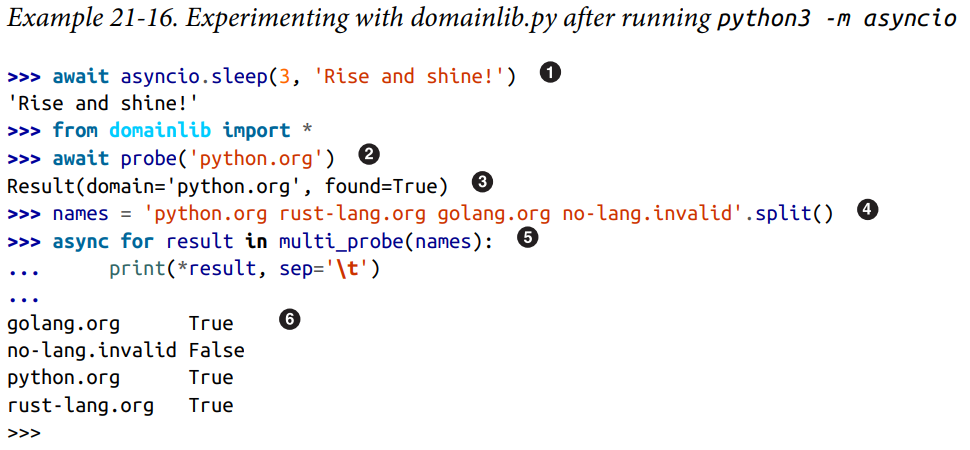 Example 21-16. Experimenting with domainlib.py after running python3 -m asyncio
>>> await asyncio.sleep(3, 'Rise and shine!') ❶
'Rise and shine!'
>>> from domainlib import *
>>> await probe('python.org') ❷
Result(domain='python.org', found=True) ❸
>>> names = 'python.org rust-lang.org golang.org no-lang.invalid'.split() ❹
>>> async for result in multi_probe(names): ❺
...     print(*result, sep='\t')
...
golang.org      True ❻
no-lang.invalid False
python.org      True
rust-lang.org   True
>>>